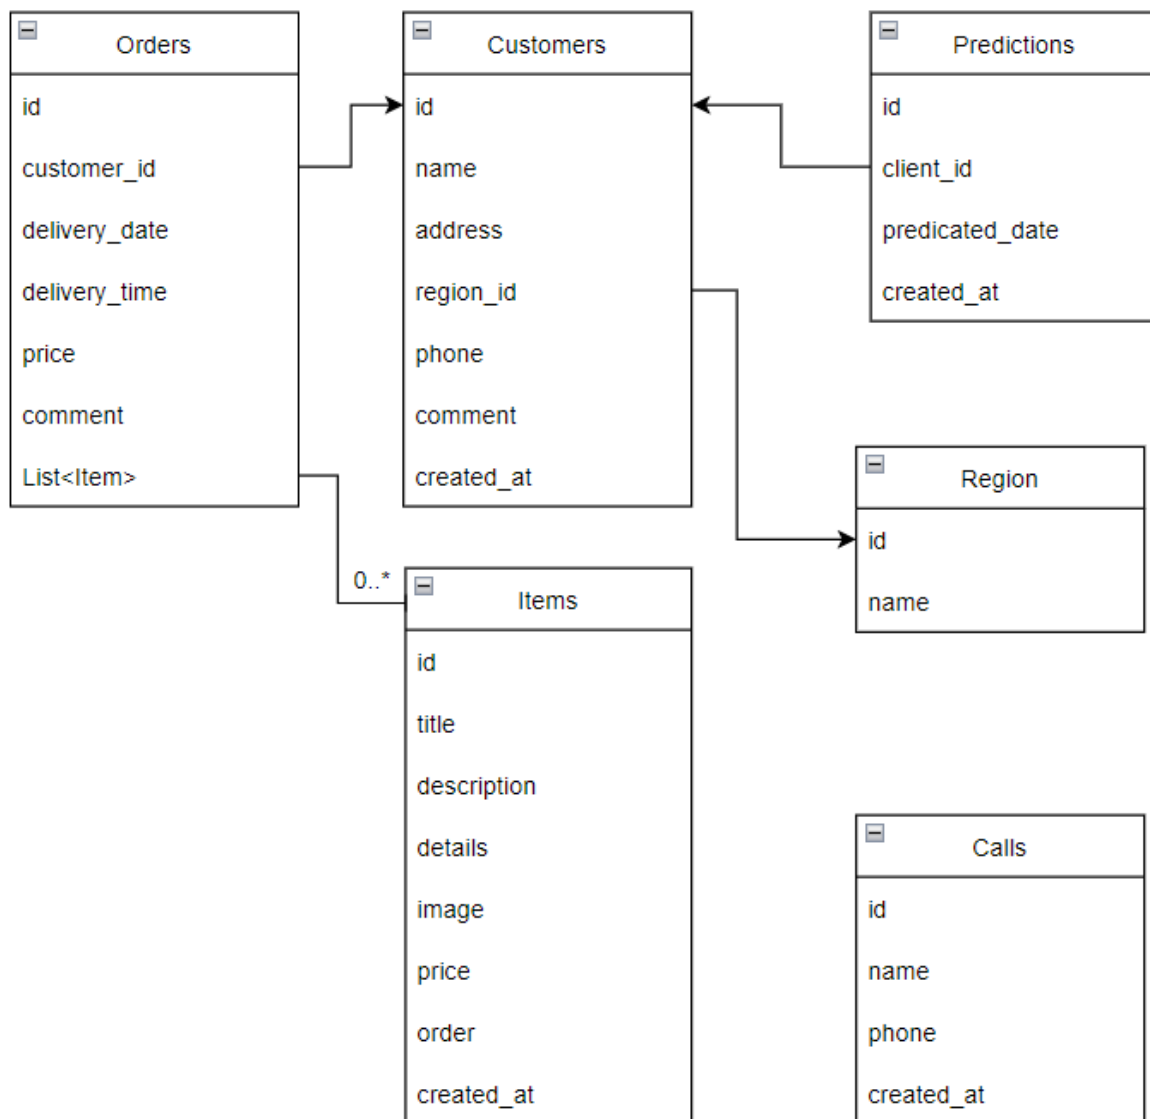 Orders
id
customer_id
delivery_date
delivery_time
price
comment
List<Item>
Customers
id
name
address
region_id
phone
comment
created_at
Predictions
id
client_id
predicated_date
created_at
Region
id
name
0..*
Items
id
title
description
details
image
price
order
created_at
Calls
id
name
phone
created_at